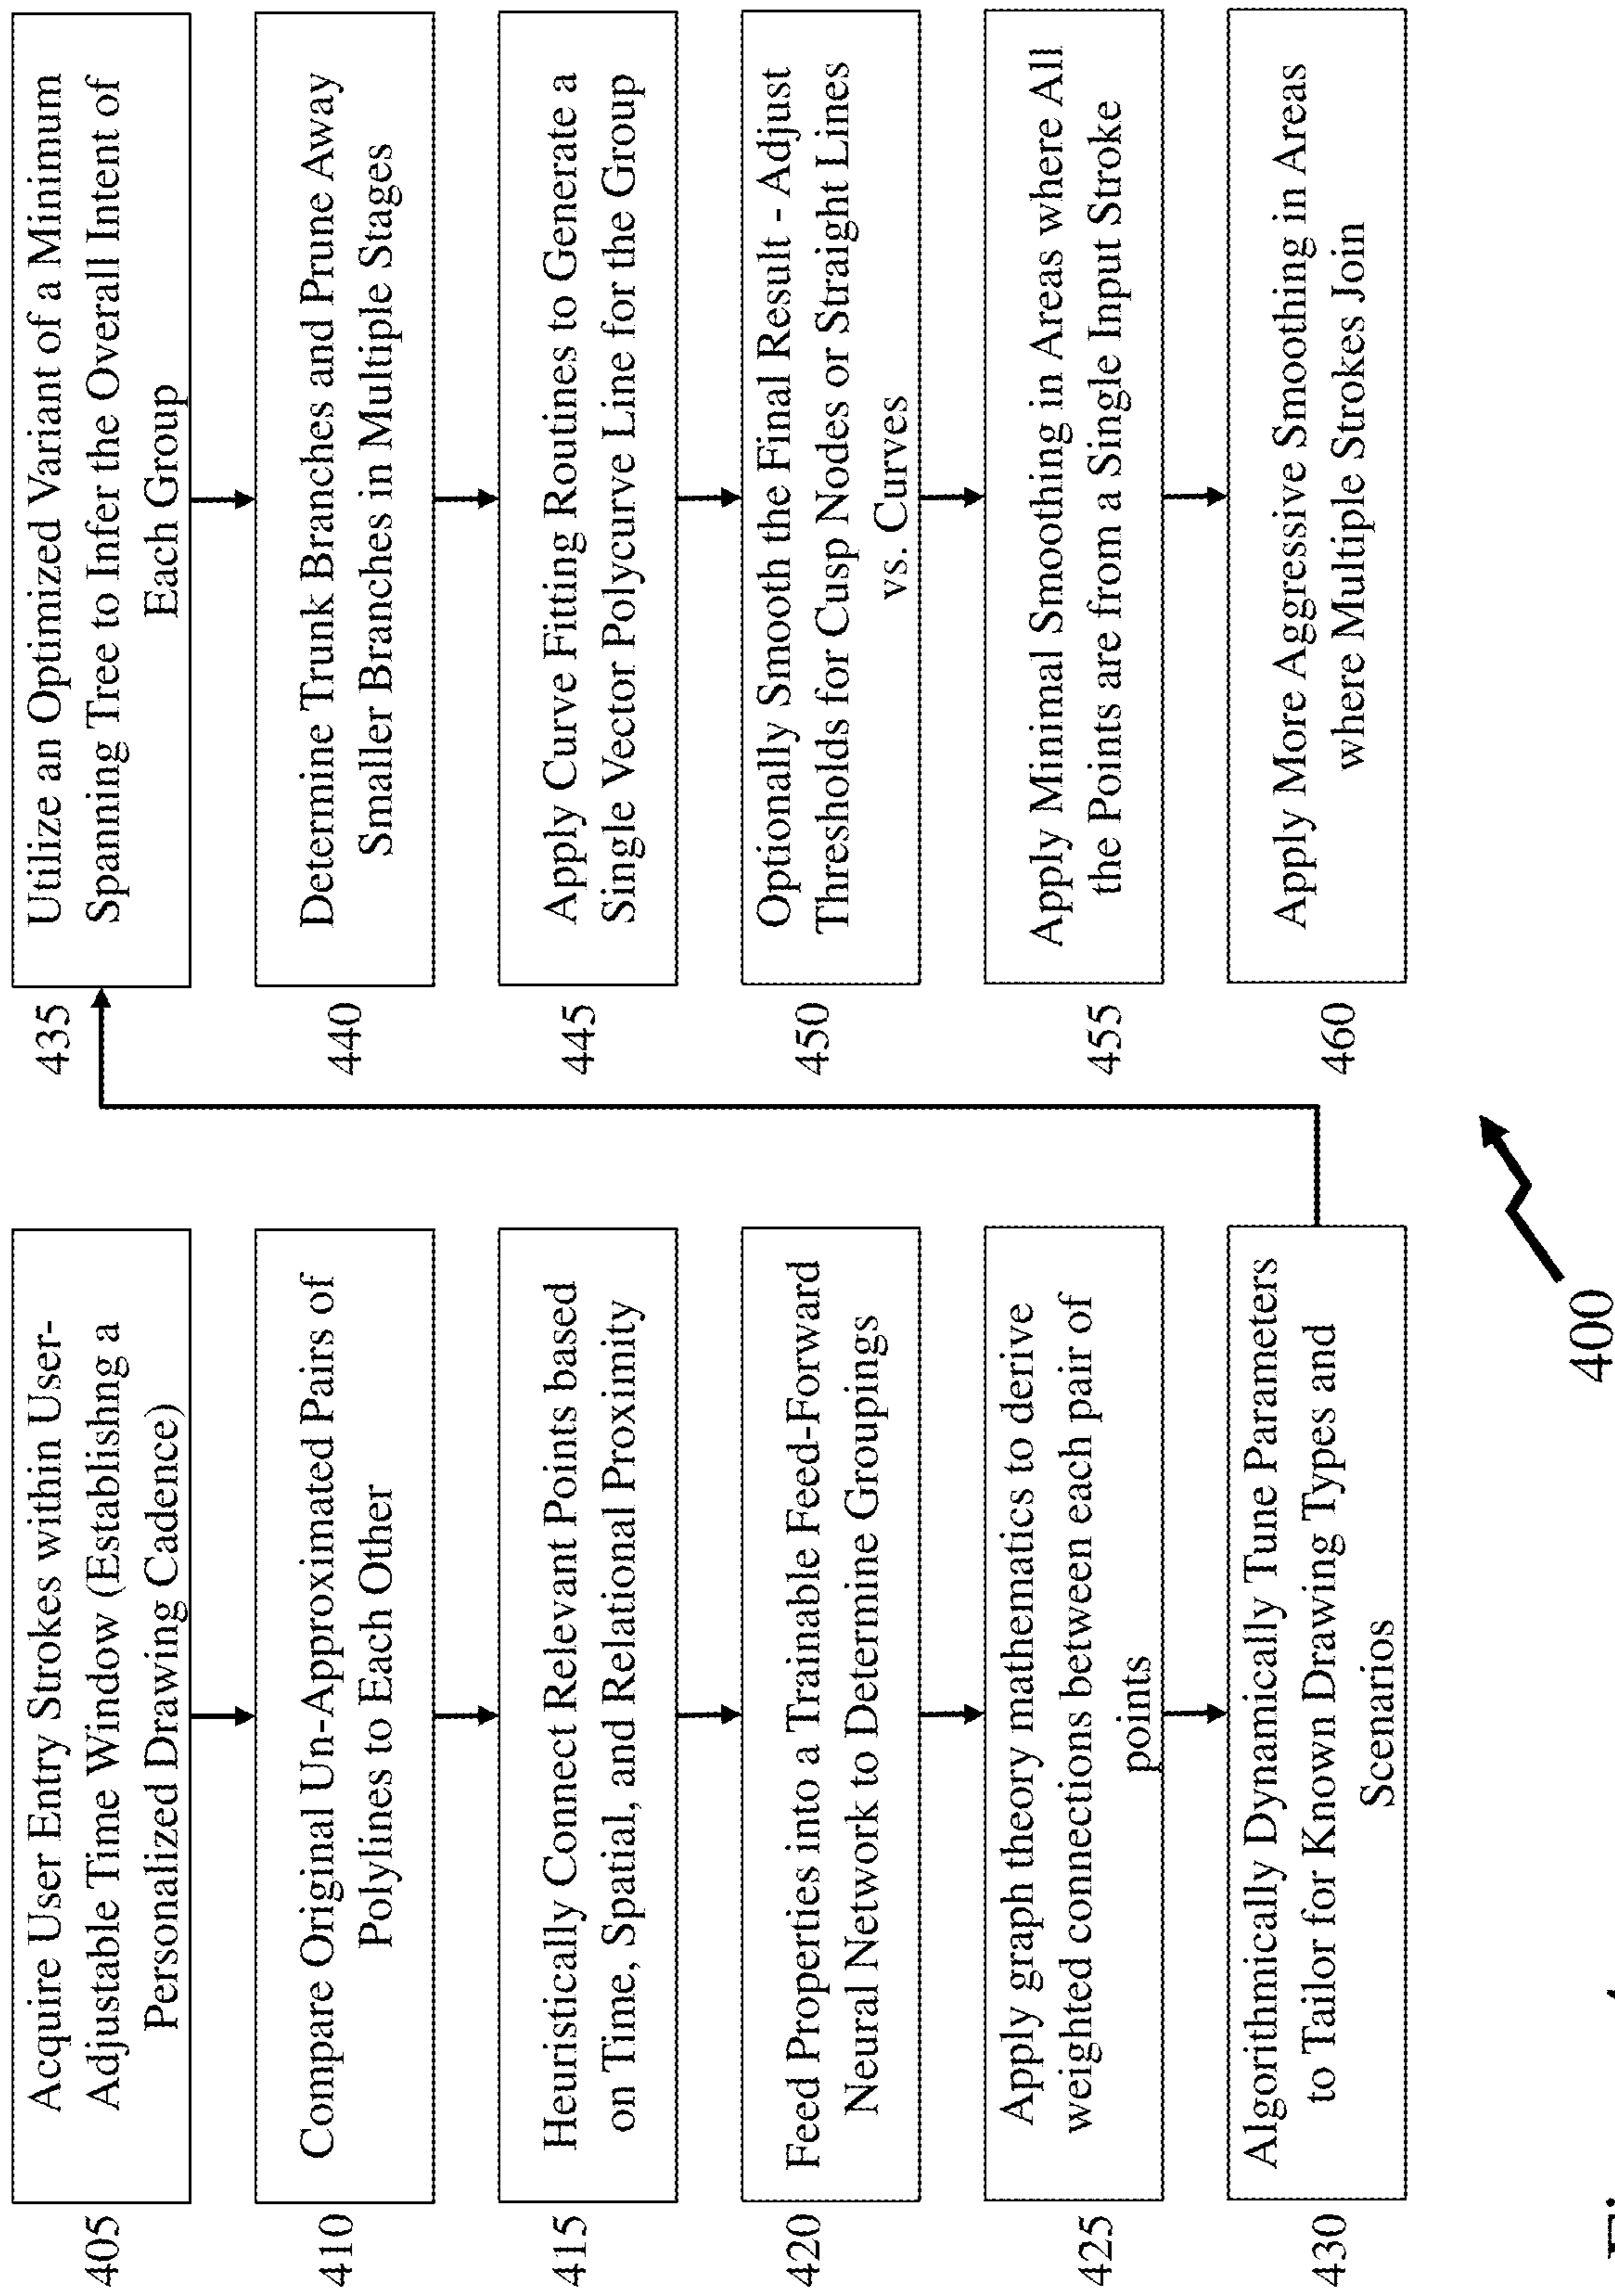 405
Acquire User Entry Strokes within User-
Adjustable Time Window (Establishng a
Personalized Drawing Cadence)
410
Compare Original Un-Approximated Pairs of
Polylines to Each Other
415
Heuristically Connect Relevant Points based
on Time, Spatial, and Relational Proximity
420
Feed Properties into a Trainable Feed-Forward
Neural Network to Determine Groupings
425
Apply graph theory mathematics to derive
weighted connections between each pair of
points
430
Algorithmically Dynamically Tune Parameters
to Tailor for Known Drawing Types and
Scenarios
435
Utilize an Optimized Variant of a Minimum
Spanning Tree to Infer the Overall Intent of
Each Group
440
Determine Trunk Branches and Prune Away
Smaller Branches in Multiple Stages
445
Apply Curve Fitting Routines to Generate a
Single Vector Polycurve Line for the Group
450
Optionally Smooth the Final Result - Adjust
Thresholds for Cusp Nodes or Straight Lines
vs. Curves
455
Apply Minimal Smoothing in Areas where All
the Points are from a Single Input Stroke
460
Apply More Aggressive Smoothing in Areas
where Multiple Strokes Join
400